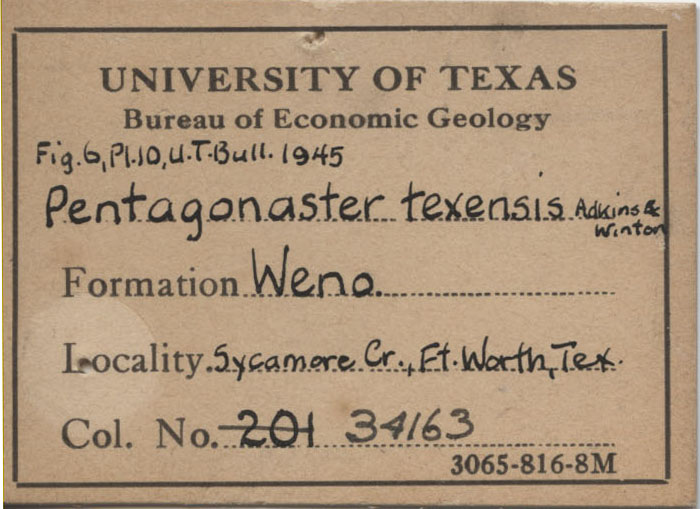 UNIVERSITY OF TEXAS
Bureau of Economic Geology
Fig. 6, Pl. 10, U.T. Bull. 1945
Pentagonaster texensis Adkins &
Winton
Formation Weno.
Locality. Sycamore Cr., Ft. Worth, Tex.
Col. No. 201 34163
3065-816-8M